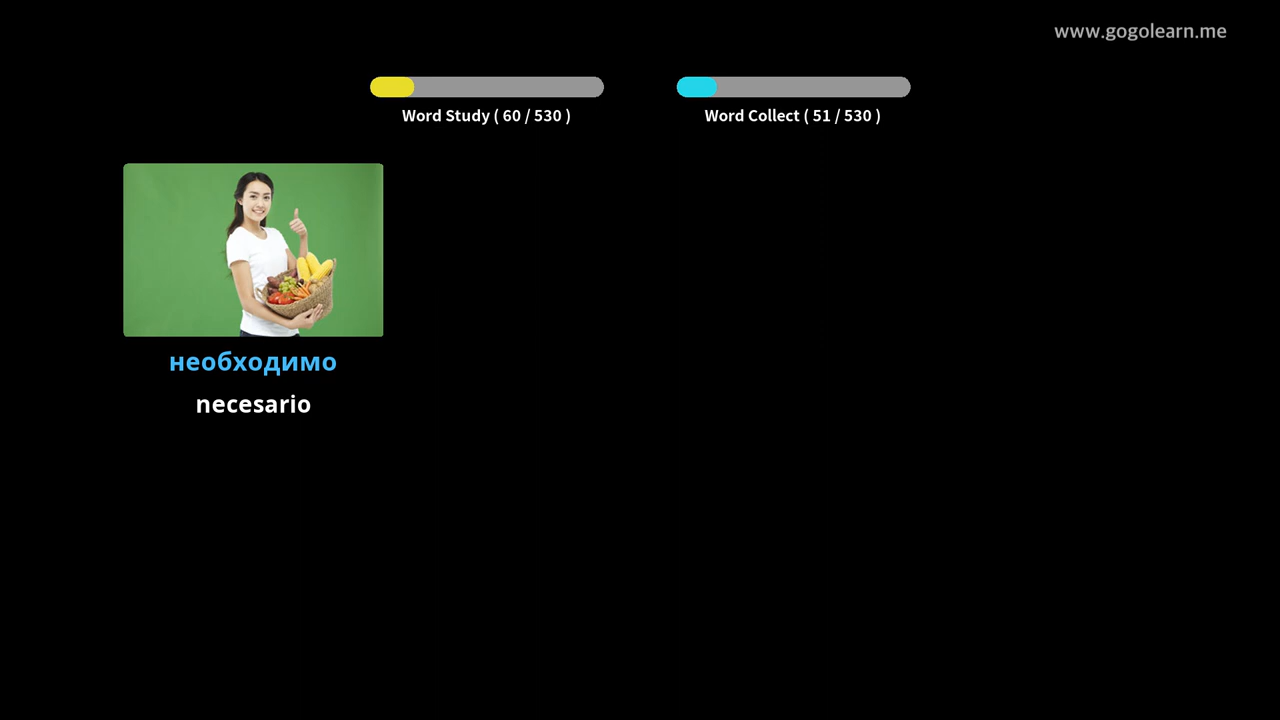 www.gogolearn.me
Word Study ( 60 / 530 )
Word Collect ( 51 / 530 )
необходимо
necesario